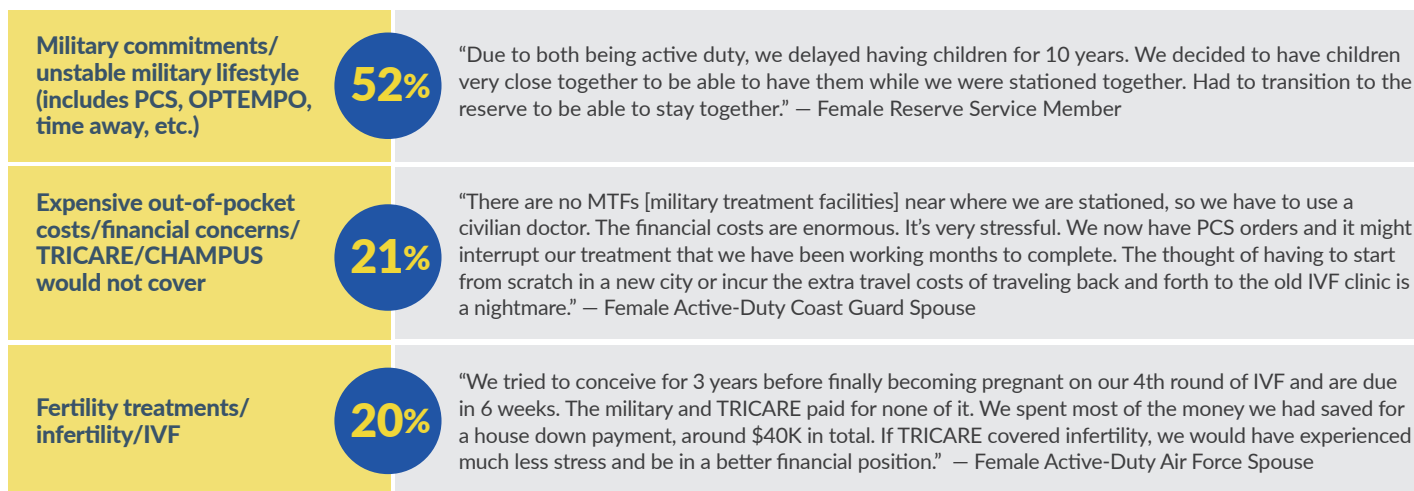 Military commitments/
unstable military lifestyle
(includes PCS, OPTEMPO,
time away, etc.)
52%
“Due to both being active duty, we delayed having children for 10 years. We decided to have children
very close together to be able to have them while we were stationed together. Had to transition to the
reserve to be able to stay together.” — Female Reserve Service Member
Expensive out-of-pocket
costs/financial concerns/
TRICARE/CHAMPUS
would not cover
21%
“There are no MTFs [military treatment facilities] near where we are stationed, so we have to use a
civilian doctor. The financial costs are enormous. It’s very stressful. We now have PCS orders and it might
interrupt our treatment that we have been working months to complete. The thought of having to start
from scratch in a new city or incur the extra travel costs of traveling back and forth to the old IVF clinic is
a nightmare.” — Female Active-Duty Coast Guard Spouse
Fertility treatments/
infertility/IVF
20%
“We tried to conceive for 3 years before finally becoming pregnant on our 4th round of IVF and are due
in 6 weeks. The military and TRICARE paid for none of it. We spent most of the money we had saved for
a house down payment, around $40K in total. If TRICARE covered infertility, we would have experienced
much less stress and be in a better financial position.” — Female Active-Duty Air Force Spouse